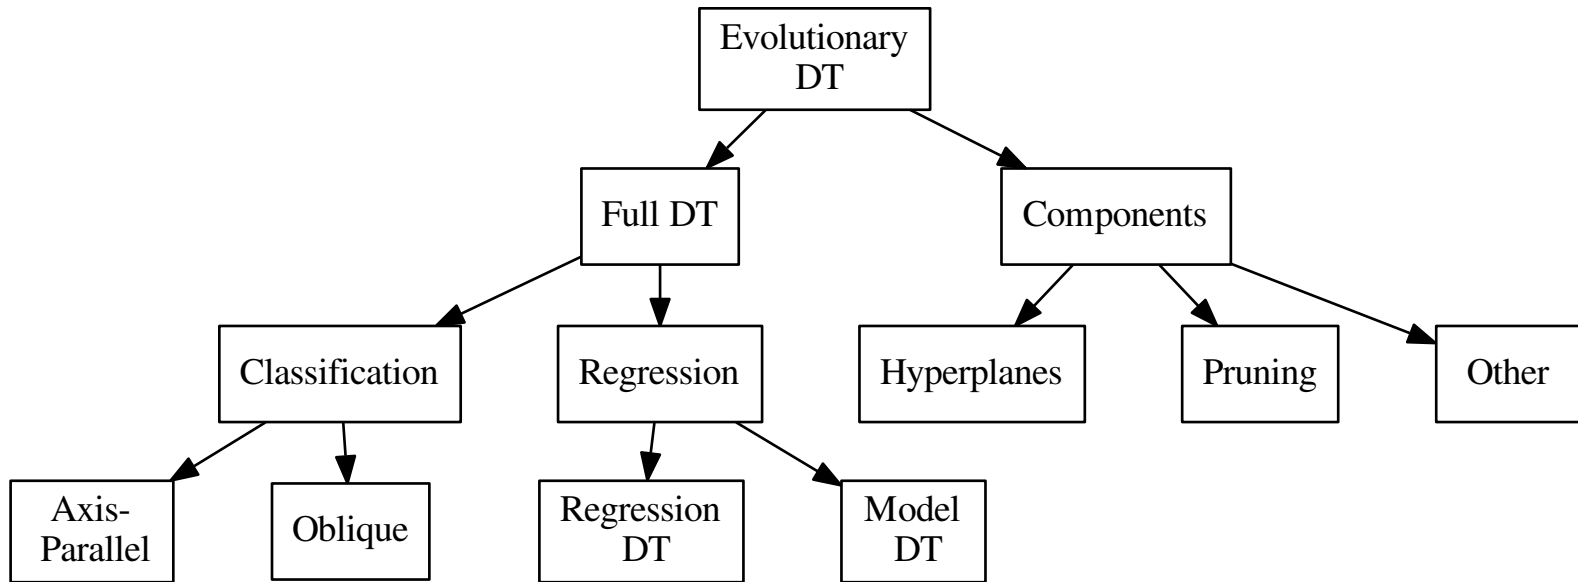 Evolutionary
DT
Full DT
Components
Classification
Regression
Hyperplanes
Pruning
Other
Axis-
Parallel
Oblique
Regression
DT
Model
DT